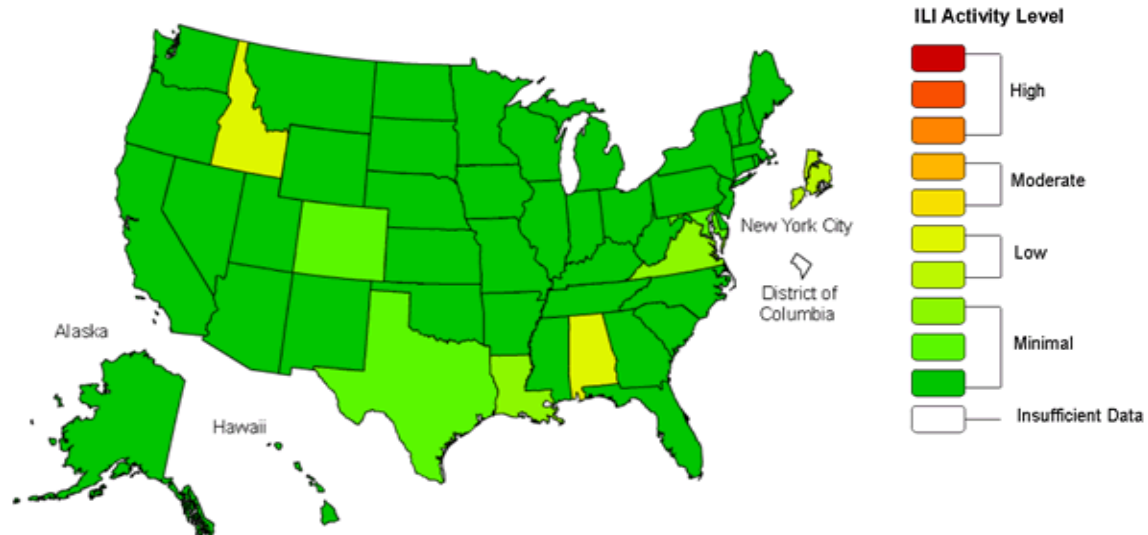 ILI Activity Level
High
Moderate
Low
Minimal
Insufficient Data
New York City
District of
Columbia
Alaska
Hawaii